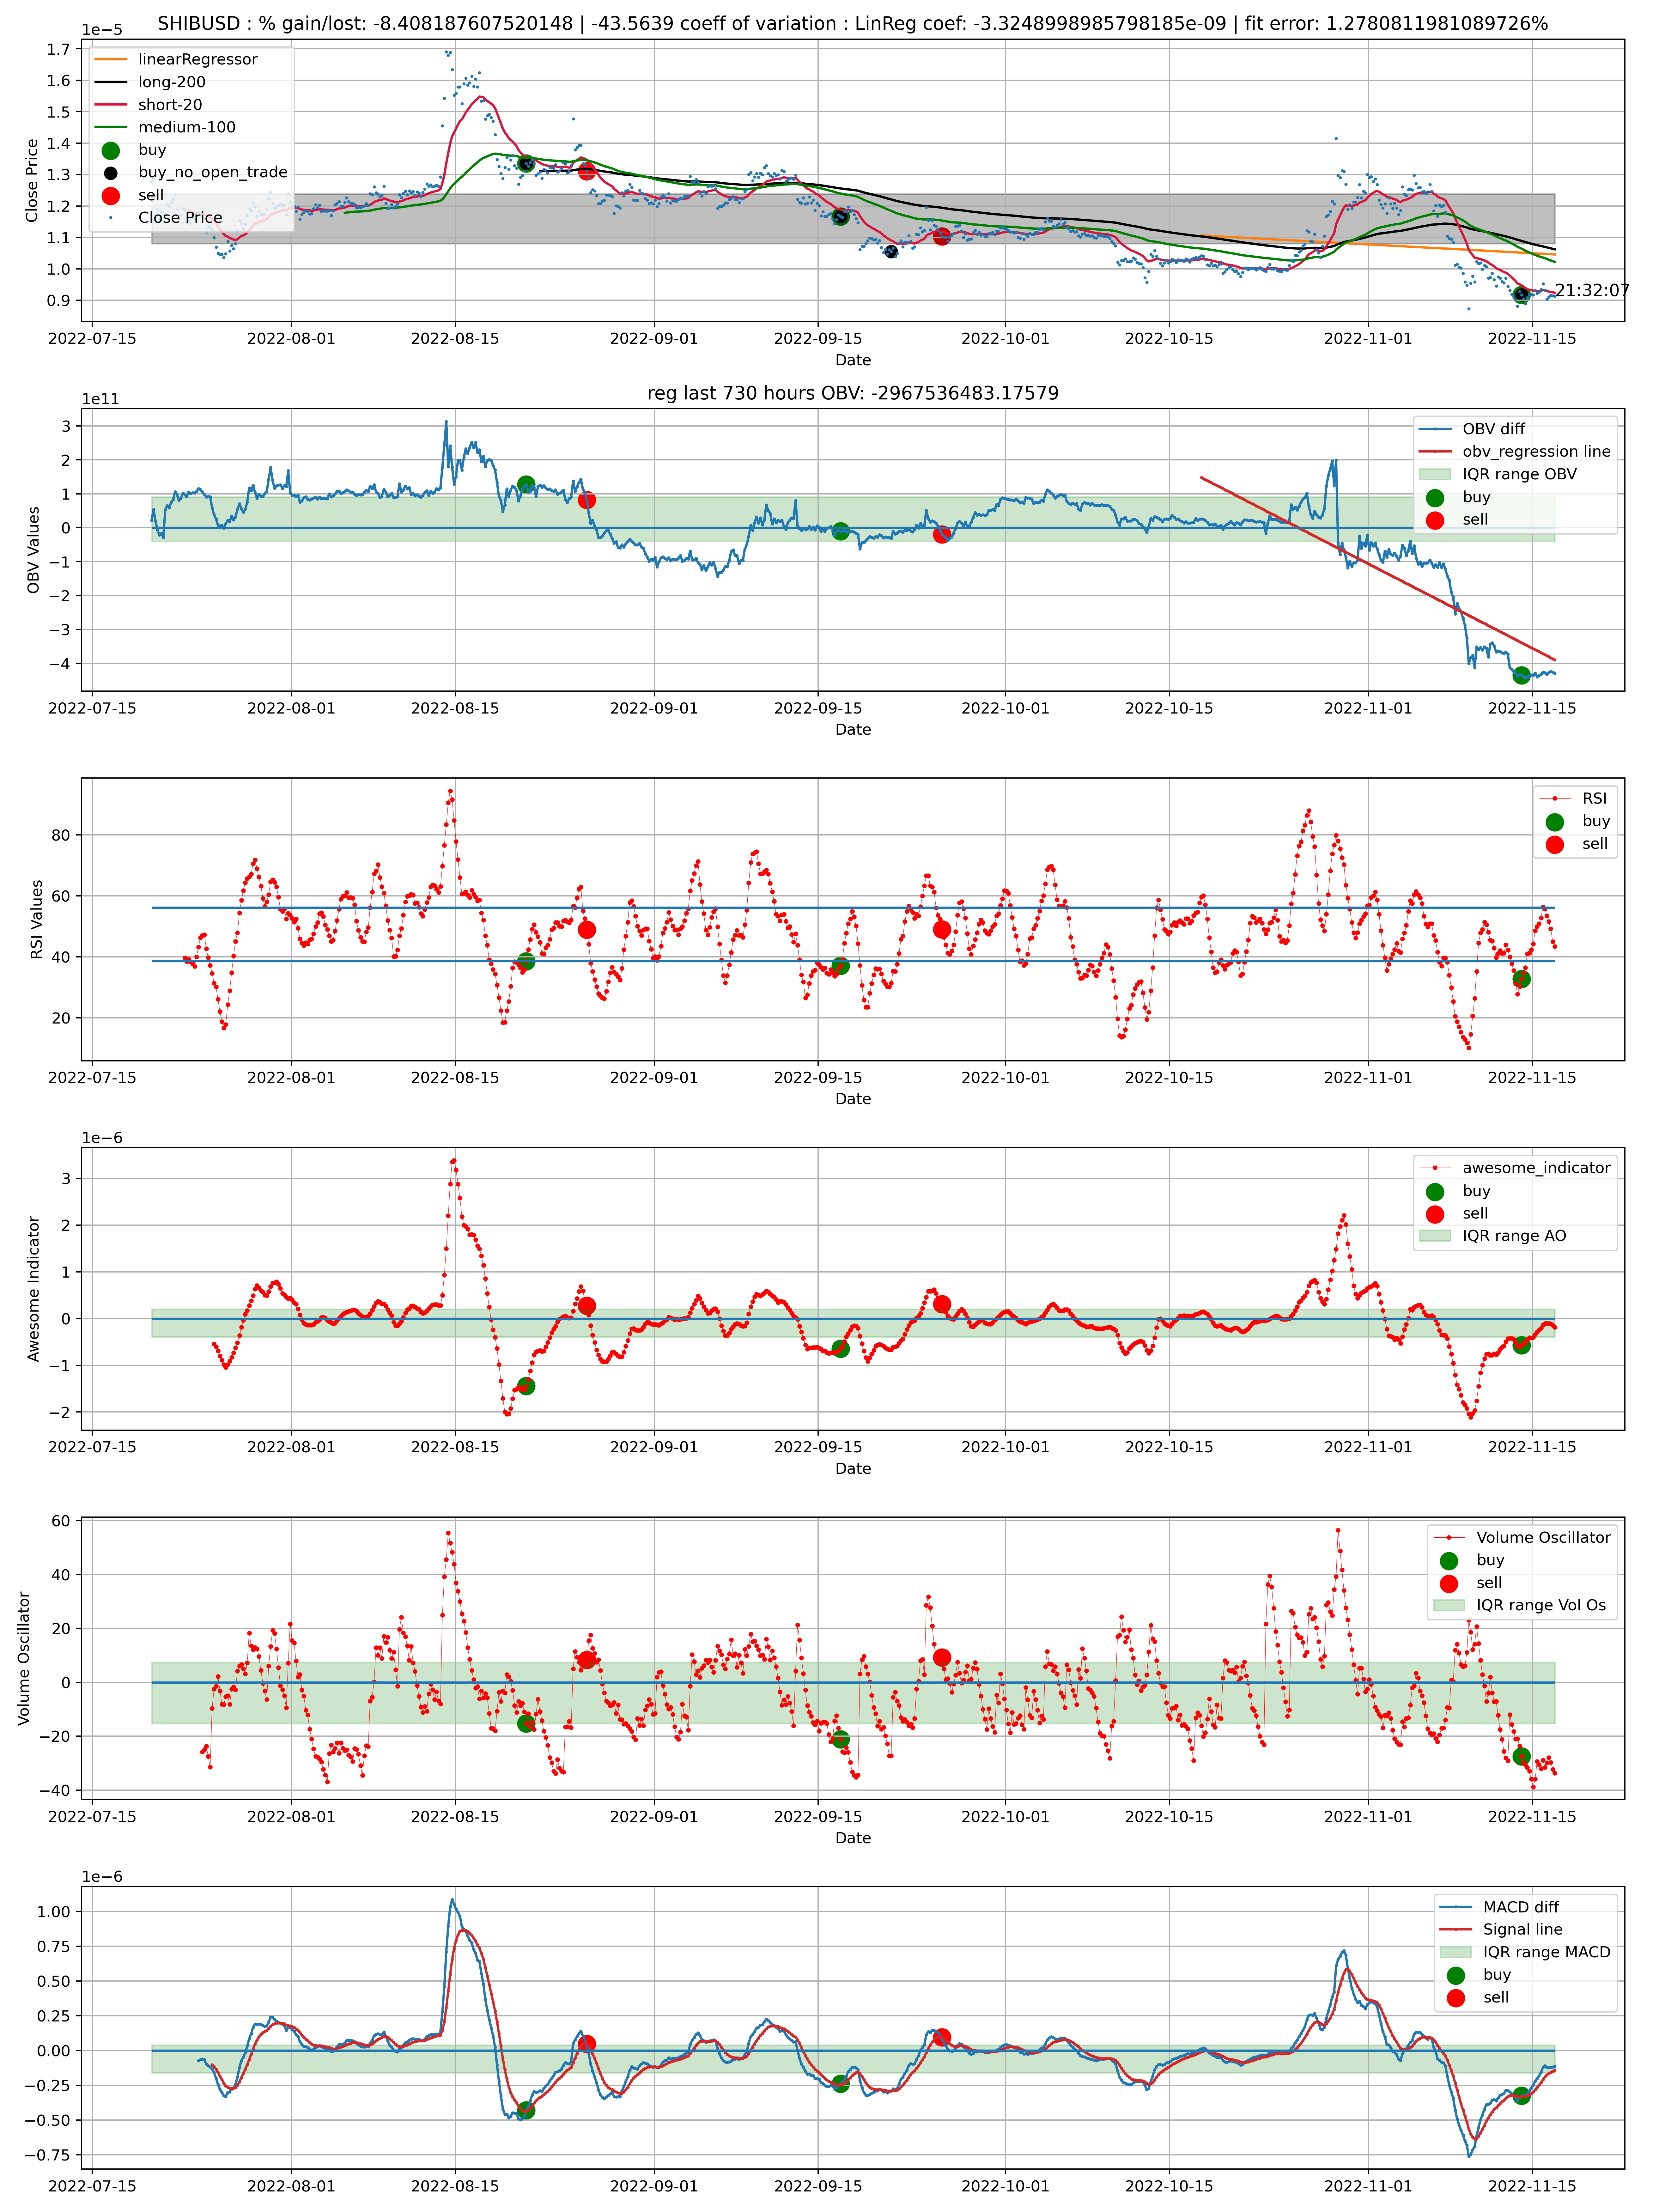 SHIBUSD : % gain/lost: -8.408187607520148 | -43.5639 coeff of variation : LinReg coef: -3.3248998985798185e-09 | fit error: 1.2780811981089726%
1e−5
1.7
1.6
1.5
1.4
1.3
1.2
1.1
1.0
0.9
Close Price
linearRegressor
long-200
short-20
medium-100
buy
buy_no_open_trade
sell
Close Price
21:32:07
2022-07-15 2022-08-01 2022-08-15 2022-09-01 2022-09-15 2022-10-01 2022-10-15 2022-11-01 2022-11-15
Date
reg last 730 hours OBV: -2967536483.17579
1e11
3
2
1
0
−1
−2
−3
−4
OBV Values
OBV diff
obv_regression line
IQR range OBV
buy
sell
2022-07-15 2022-08-01 2022-08-15 2022-09-01 2022-09-15 2022-10-01 2022-10-15 2022-11-01 2022-11-15
Date
80
60
40
20
RSI Values
RSI
buy
sell
2022-07-15 2022-08-01 2022-08-15 2022-09-01 2022-09-15 2022-10-01 2022-10-15 2022-11-01 2022-11-15
Date
1e−6
3
2
1
0
−1
−2
Awesome Indicator
awesome_indicator
buy
sell
IQR range AO
2022-07-15 2022-08-01 2022-08-15 2022-09-01 2022-09-15 2022-10-01 2022-10-15 2022-11-01 2022-11-15
Date
60
40
20
0
−20
−40
Volume Oscillator
Volume Oscillator
buy
sell
IQR range Vol Os
2022-07-15 2022-08-01 2022-08-15 2022-09-01 2022-09-15 2022-10-01 2022-10-15 2022-11-01 2022-11-15
Date
1e−6
1.00
0.75
0.50
0.25
0.00
−0.25
−0.50
−0.75
MACD diff
Signal line
IQR range MACD
buy
sell
2022-07-15 2022-08-01 2022-08-15 2022-09-01 2022-09-15 2022-10-01 2022-10-15 2022-11-01 2022-11-15